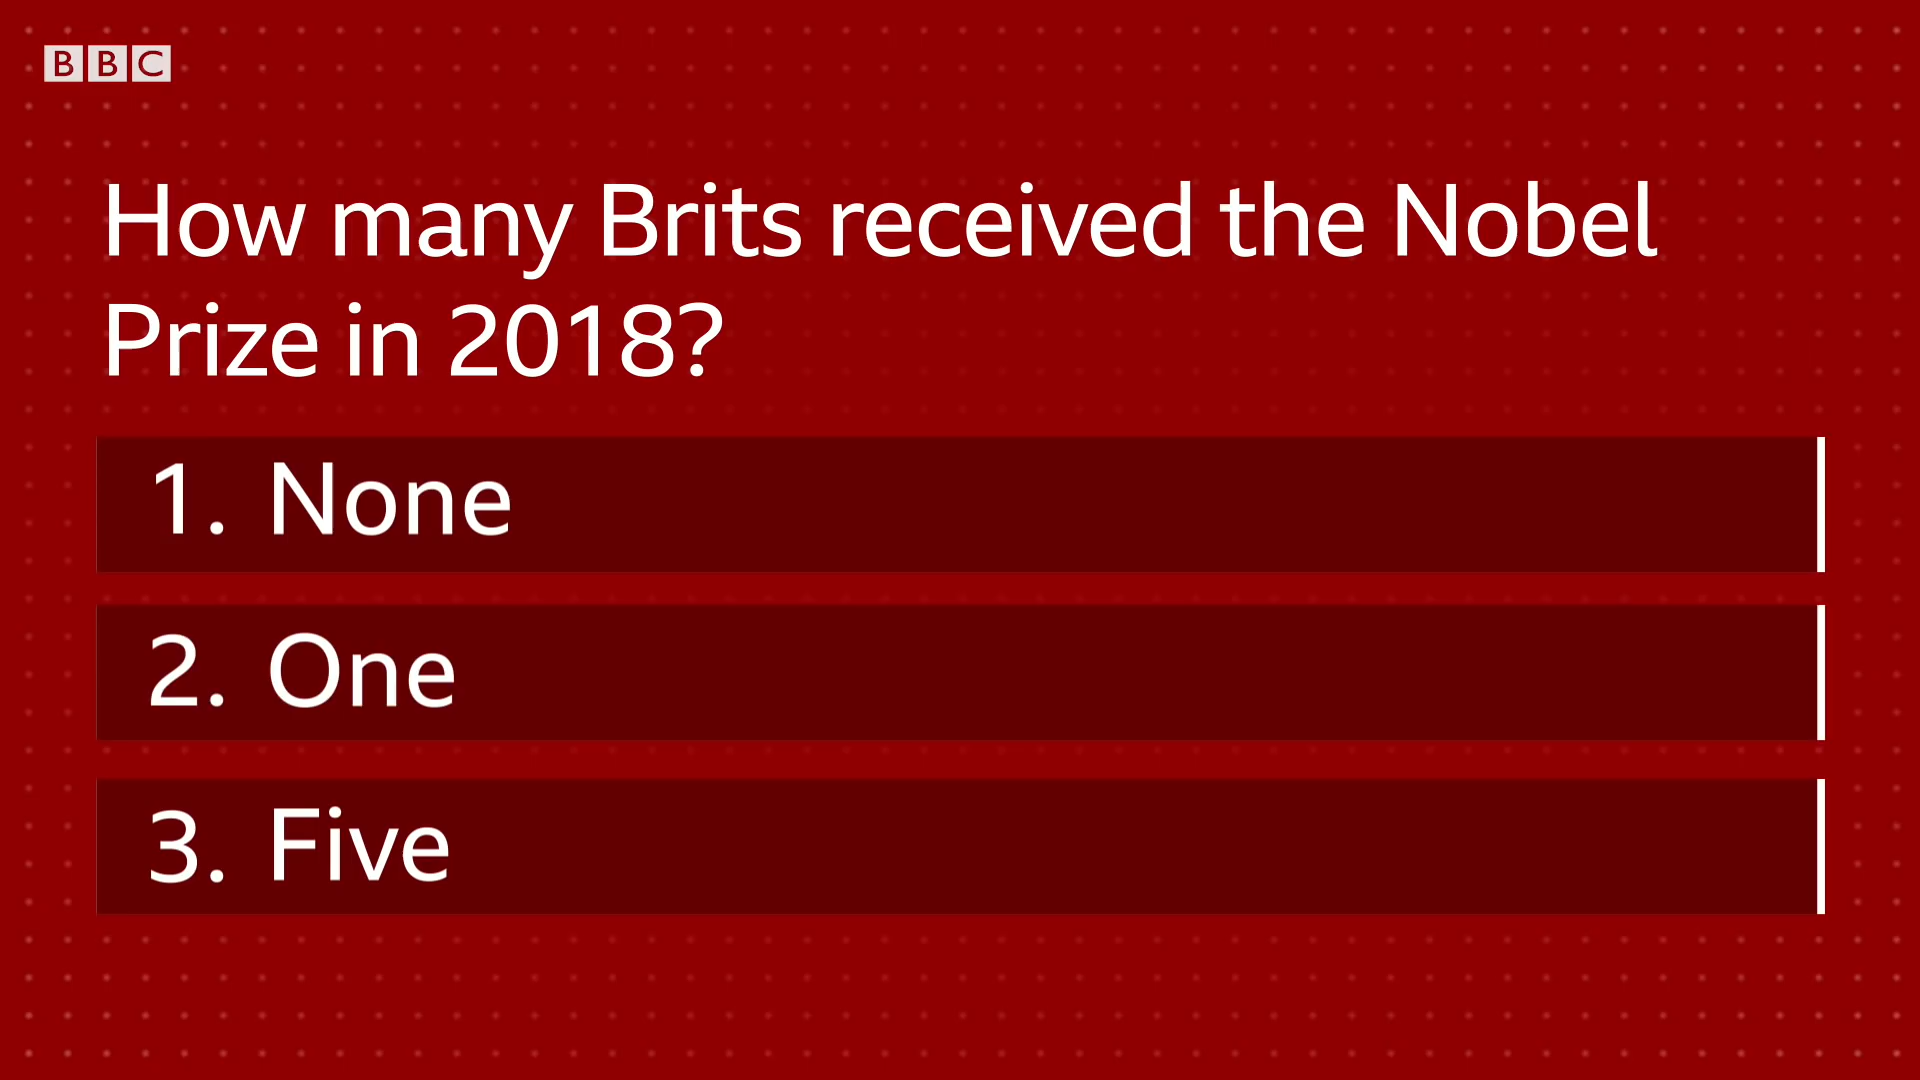 BBC
How many Brits received the Nobel
Prize in 2018?
1. None
2. One
3. Five